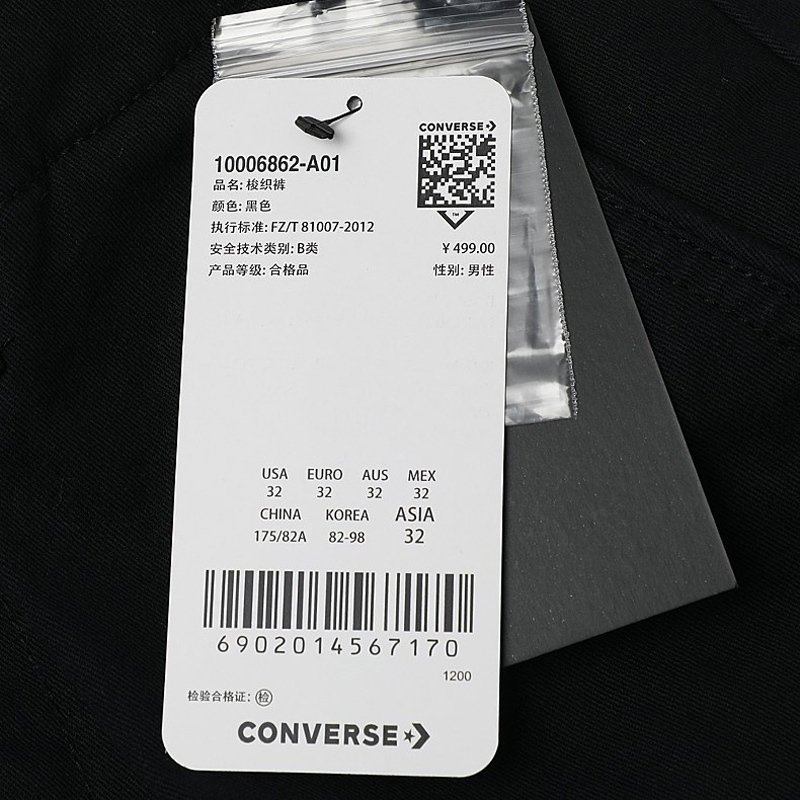 CONVERSE
10006862-A01
品名: 梭织裤
颜色: 黑色
执行标准: FZ/T 81007-2012
安全技术类别: B类
¥ 499.00
产品等级: 合格品
性别: 男性
USA EURO AUS MEX
32 32 32 32
CHINA KOREA ASIA
175/82A 82-98 32
6902014567170
1200
检验合格证: 检
CONVERSE